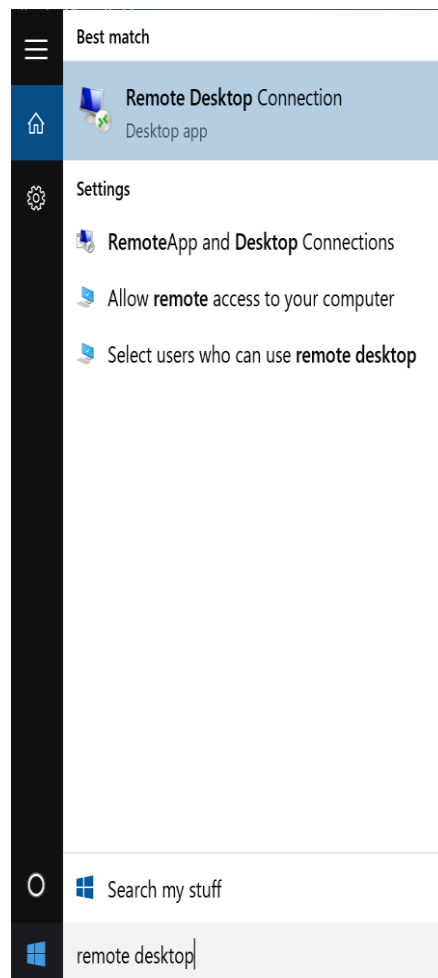 Best match
Remote Desktop Connection
Desktop app
Settings
RemoteApp and Desktop Connections
Allow remote access to your computer
Select users who can use remote desktop
Search my stuff
remote desktop